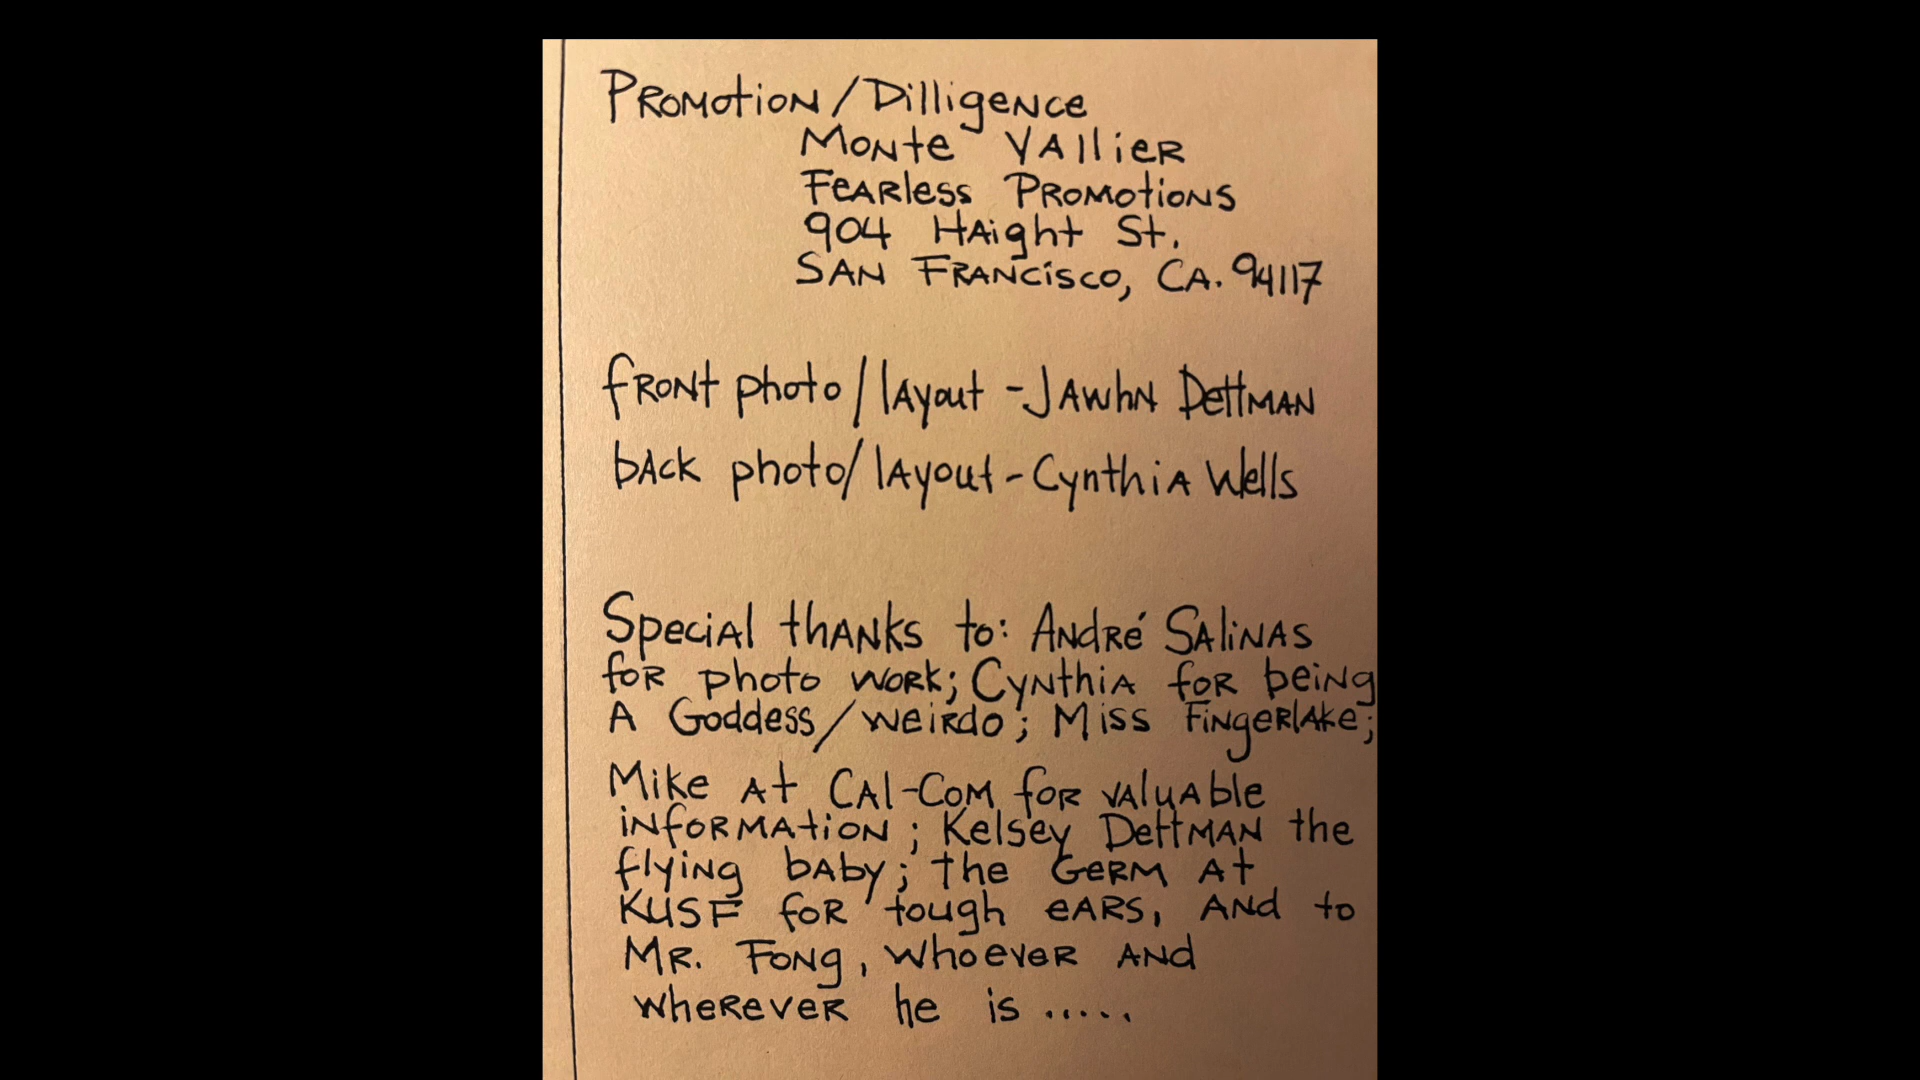 Promotion/Dilligence
Monte Vallier
Fearless Promotions
904 Haight St.
San Francisco, CA. 94117
front photo/layout - Jawhn Dettman
back photo/layout - Cynthia Wells
Special thanks to: André Salinas
for photo work; Cynthia for being
a Goddess/weirdo; Miss Fingerlake;
Mike at Cal-Com for valuable
information; Kelsey Dettman the
flying baby; the Germ at
KUSF for tough ears, and to
Mr. Fong, whoever and
wherever he is .....